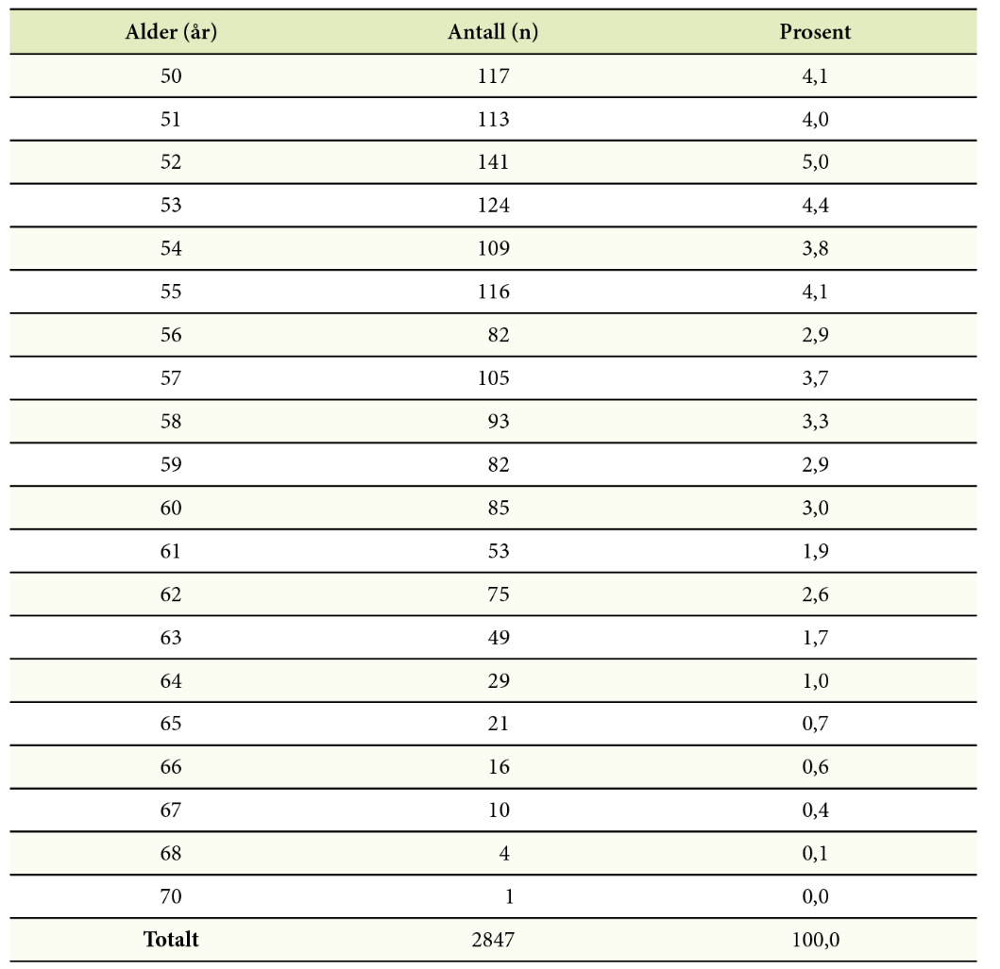 Alder (år) Antall (n) Prosent
50 117 4,1
51 113 4,0
52 141 5,0
53 124 4,4
54 109 3,8
55 116 4,1
56 82 2,9
57 105 3,7
58 93 3,3
59 82 2,9
60 85 3,0
61 53 1,9
62 75 2,6
63 49 1,7
64 29 1,0
65 21 0,7
66 16 0,6
67 10 0,4
68 4 0,1
70 1 0,0
Totalt 2847 100,0